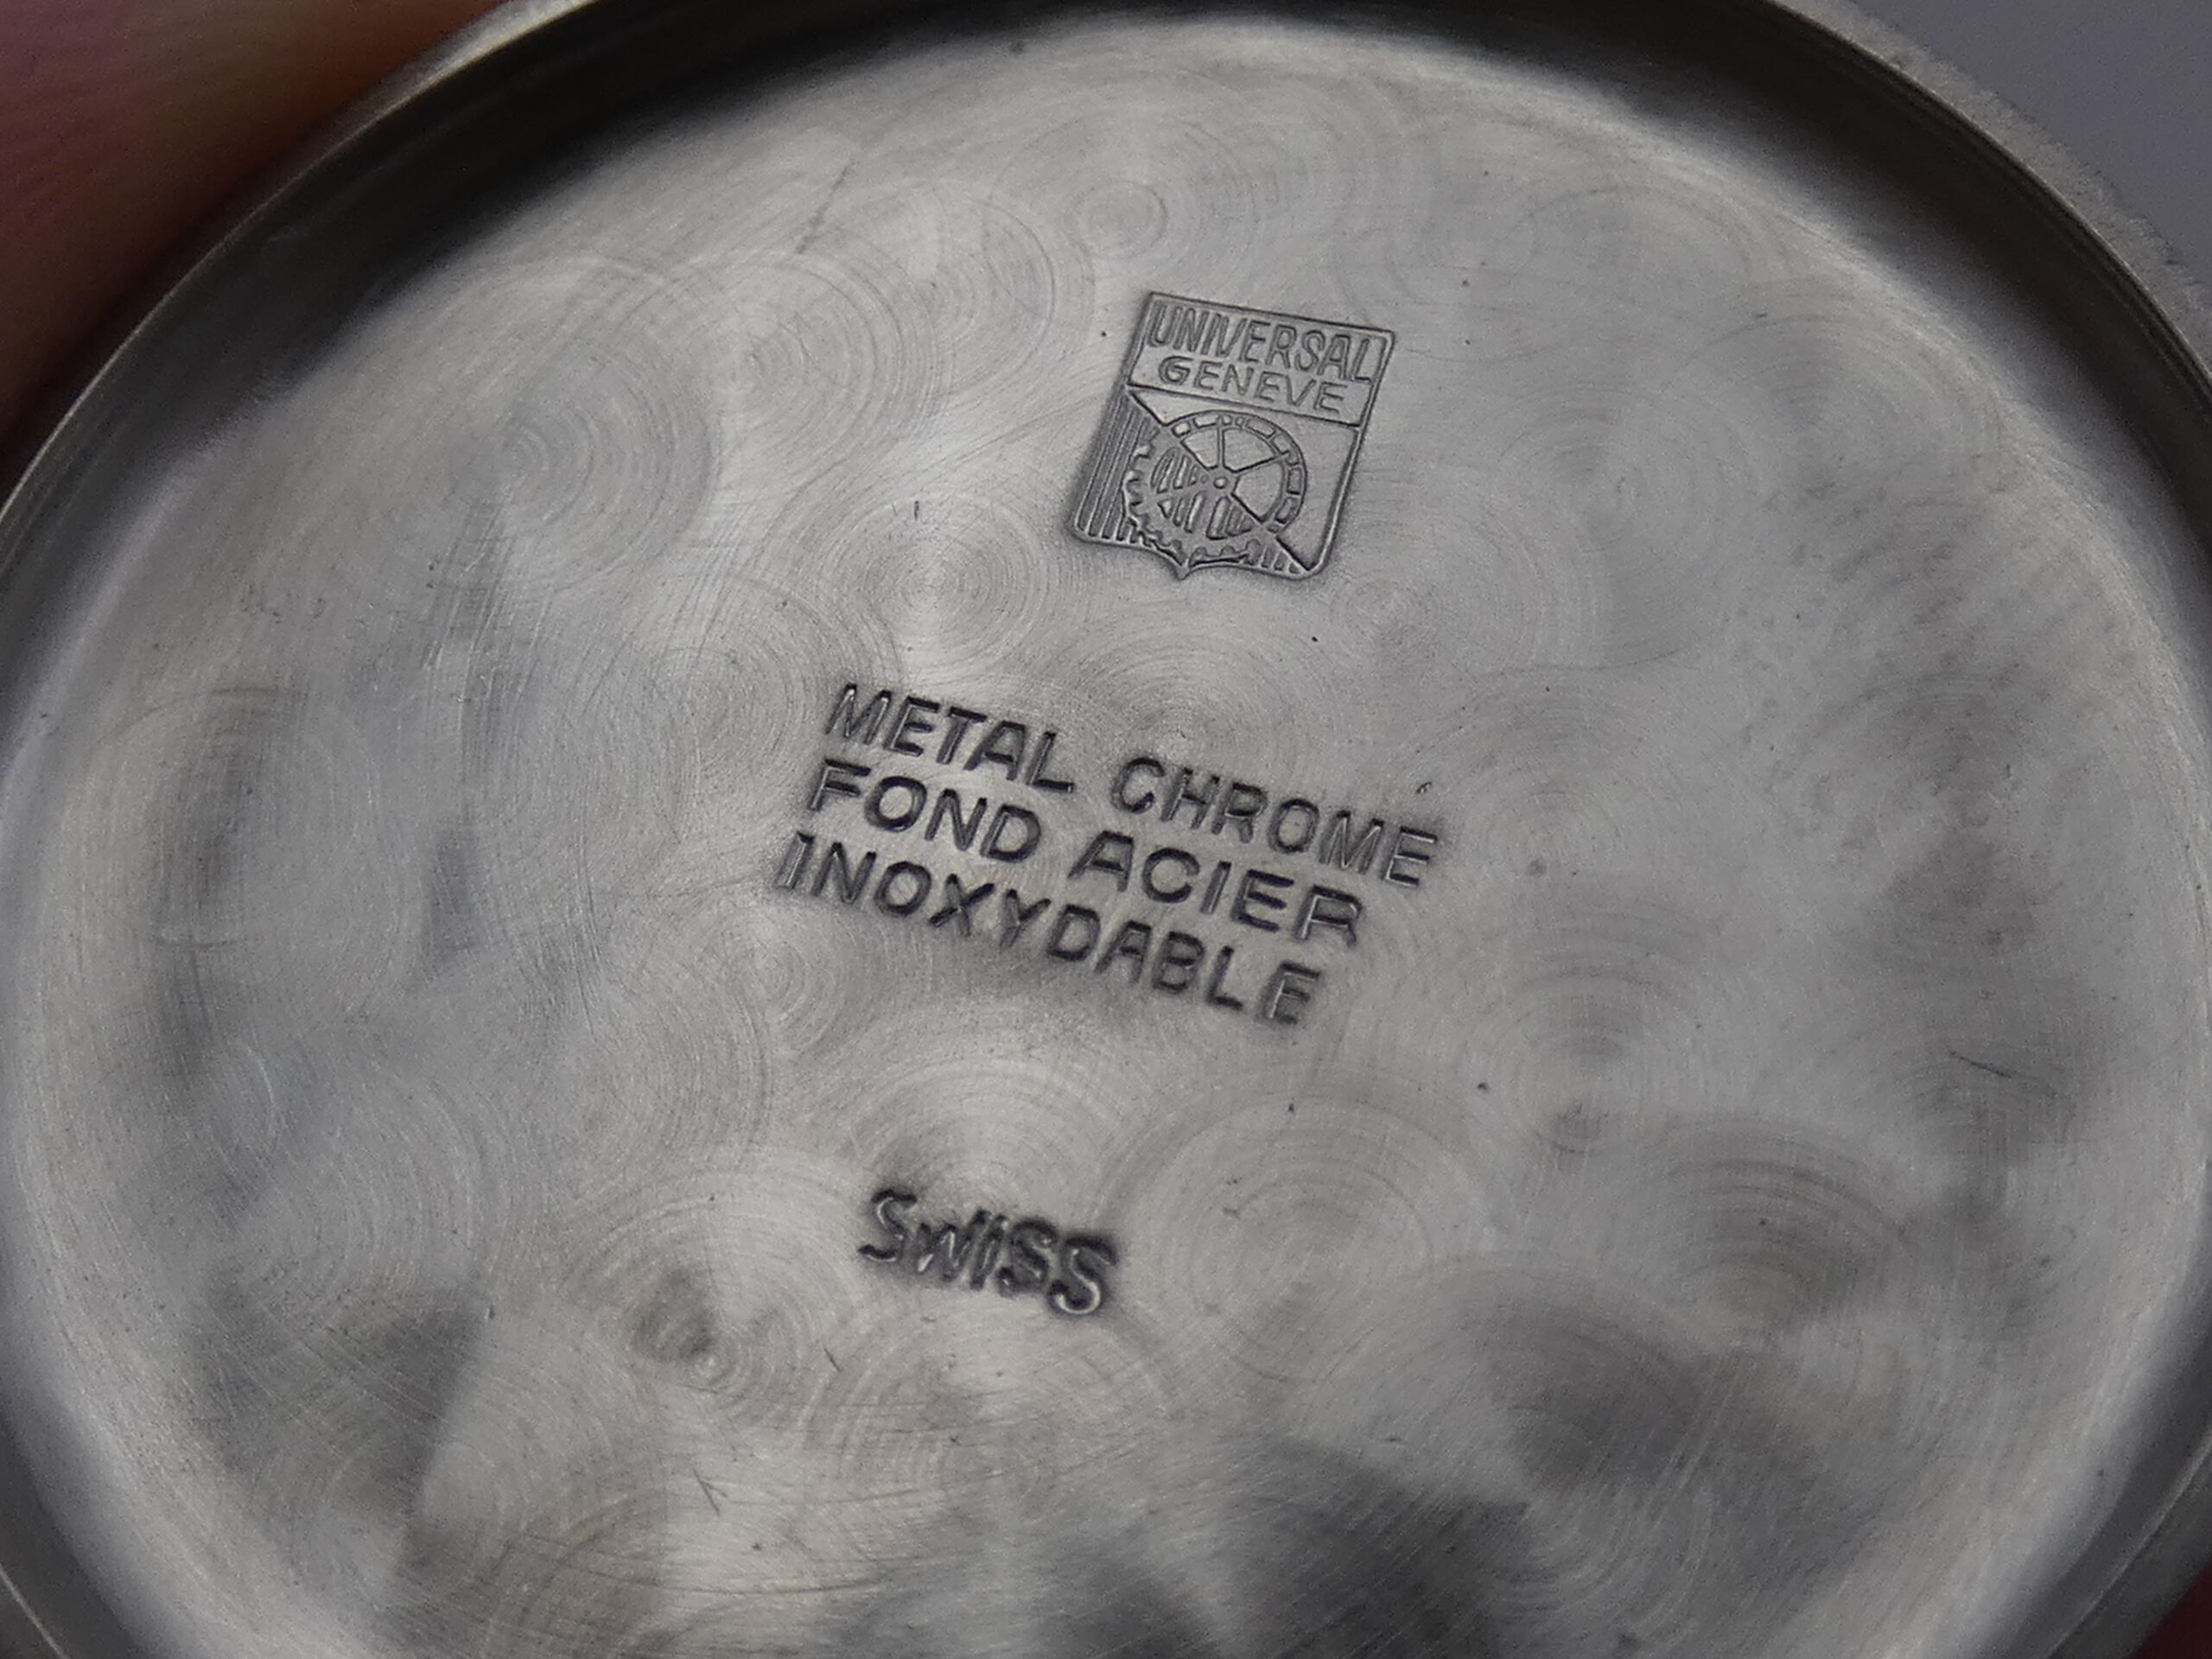 UNIVERSAL
GENEVE
METAL CHROME
FOND ACIER
INOXYDABLE
SWISS